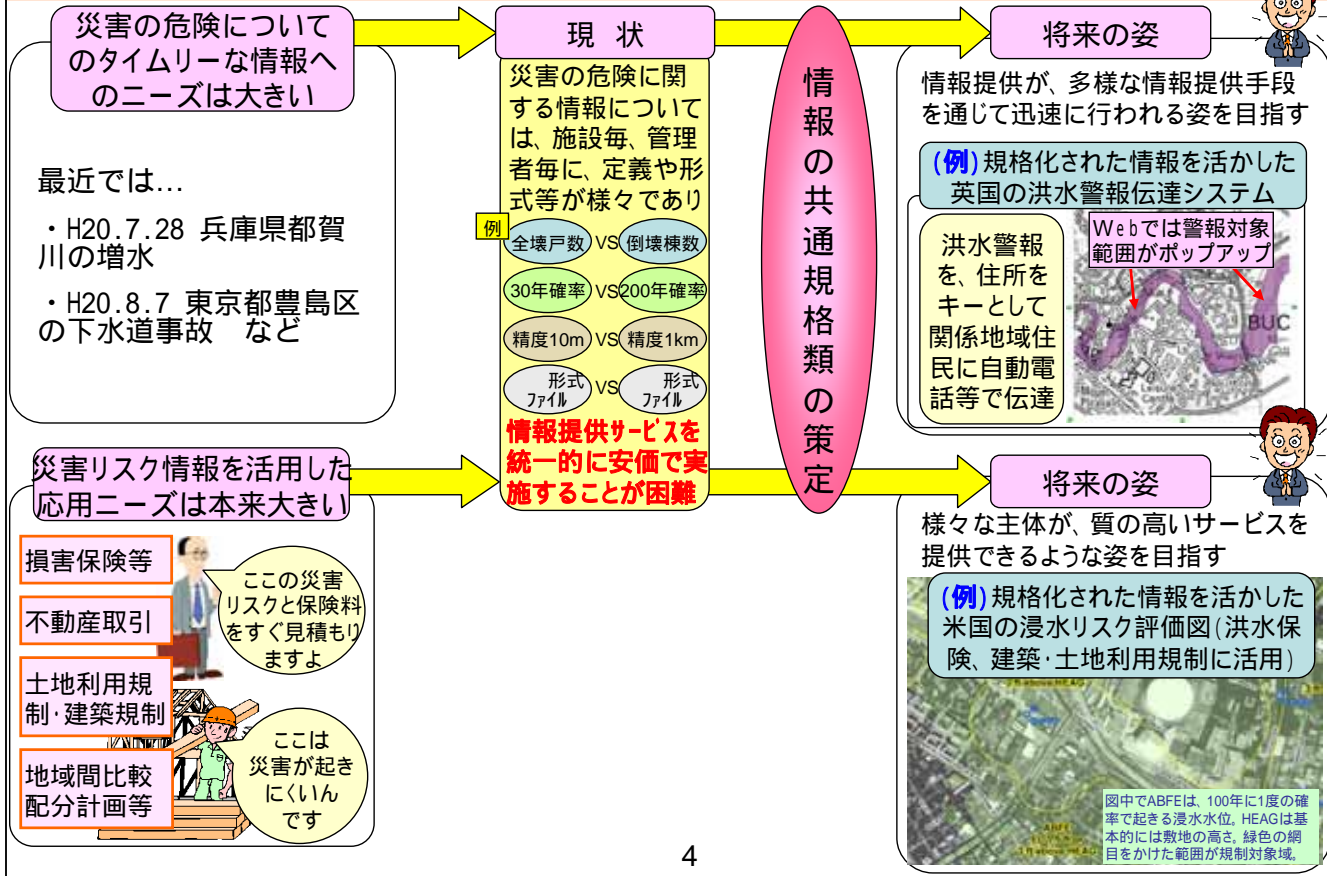 災害の危険について
のタイムリーな情報へ
のニーズは大きい
最近では…
・H20.7.28 兵庫県都賀
川の増水
・H20.8.7 東京都豊島区
の下水道事故 など
現 状
災害の危険に関
する情報について
は、施設毎、管理
者毎に、定義や形
式等が様々であり
例
全壊戸数 VS 倒壊棟数
30年確率 VS 200年確率
精度10m VS 精度1km
形式 VS 形式
ファイル ファイル
情報提供サービスを
統一的に安価で実
施することが困難
情報の共通規格類の策定
将来の姿
情報提供が、多様な情報提供手段
を通じて迅速に行われる姿を目指す
(例)規格化された情報を活かした
英国の洪水警報伝達システム
洪水警報
を、住所を
キーとして
関係地域住
民に自動電
話等で伝達
Webでは警報対象
範囲がポップアップ
BUC
災害リスク情報を活用した
応用ニーズは本来大きい
損害保険等
不動産取引
土地利用規
制・建築規制
地域間比較
配分計画等
ここの災害
リスクと保険料
をすぐ見積もり
ますよ
ここは
災害が起き
にくいん
です
将来の姿
様々な主体が、質の高いサービスを
提供できるような姿を目指す
(例)規格化された情報を活かした
米国の浸水リスク評価図(洪水保
険、建築・土地利用規制に活用)
ABFE
3 ft above HEAG
図中でABFEは、100年に1度の確
率で起きる浸水水位。HEAGは基
本的には敷地の高さ。緑色の網
目をかけた範囲が規制対象域。
4